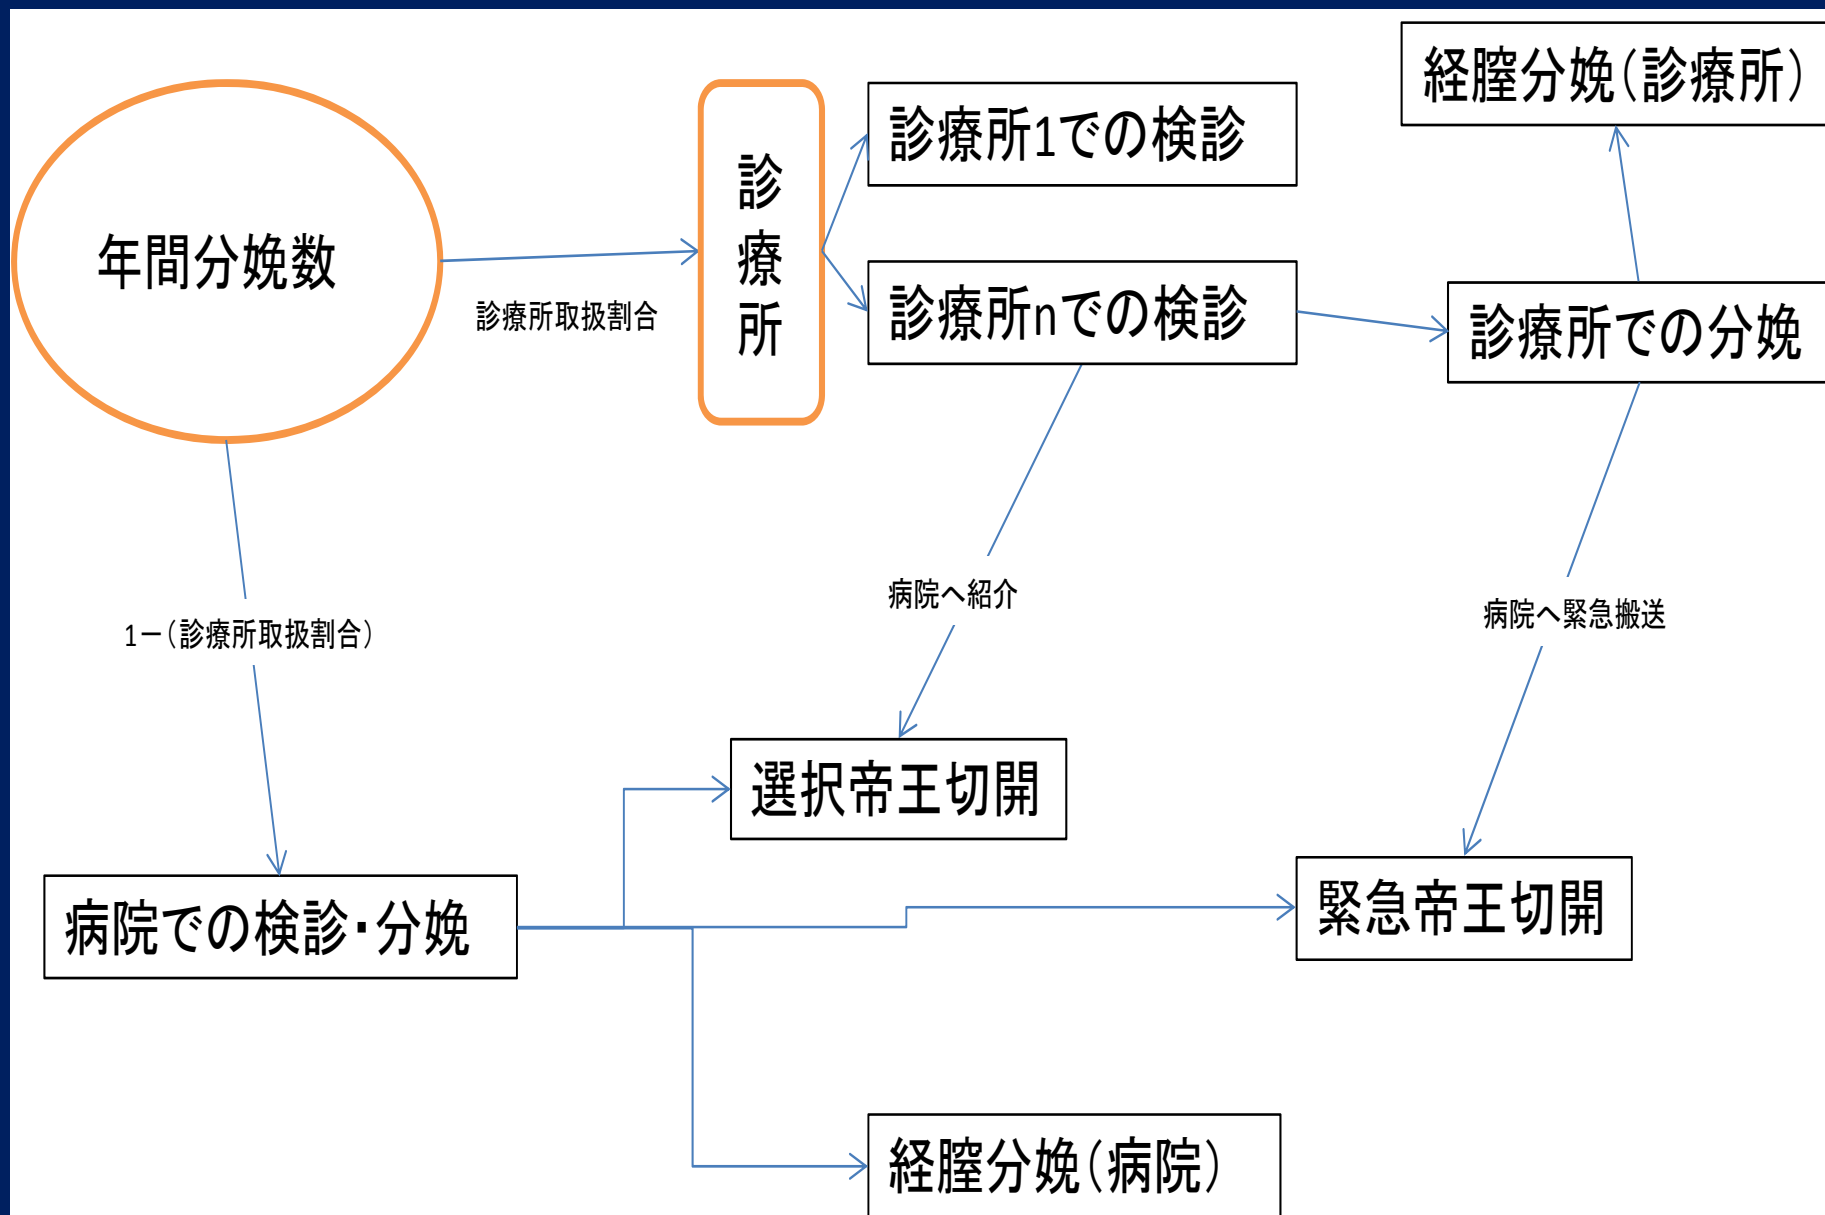 経膣分娩(診療所)
診療所1での検診
診療所
年間分娩数
診療所取扱割合
診療所nでの検診
診療所での分娩
病院へ紹介
病院へ緊急搬送
1ー(診療所取扱割合)
選択帝王切開
病院での検診・分娩
緊急帝王切開
経膣分娩(病院)